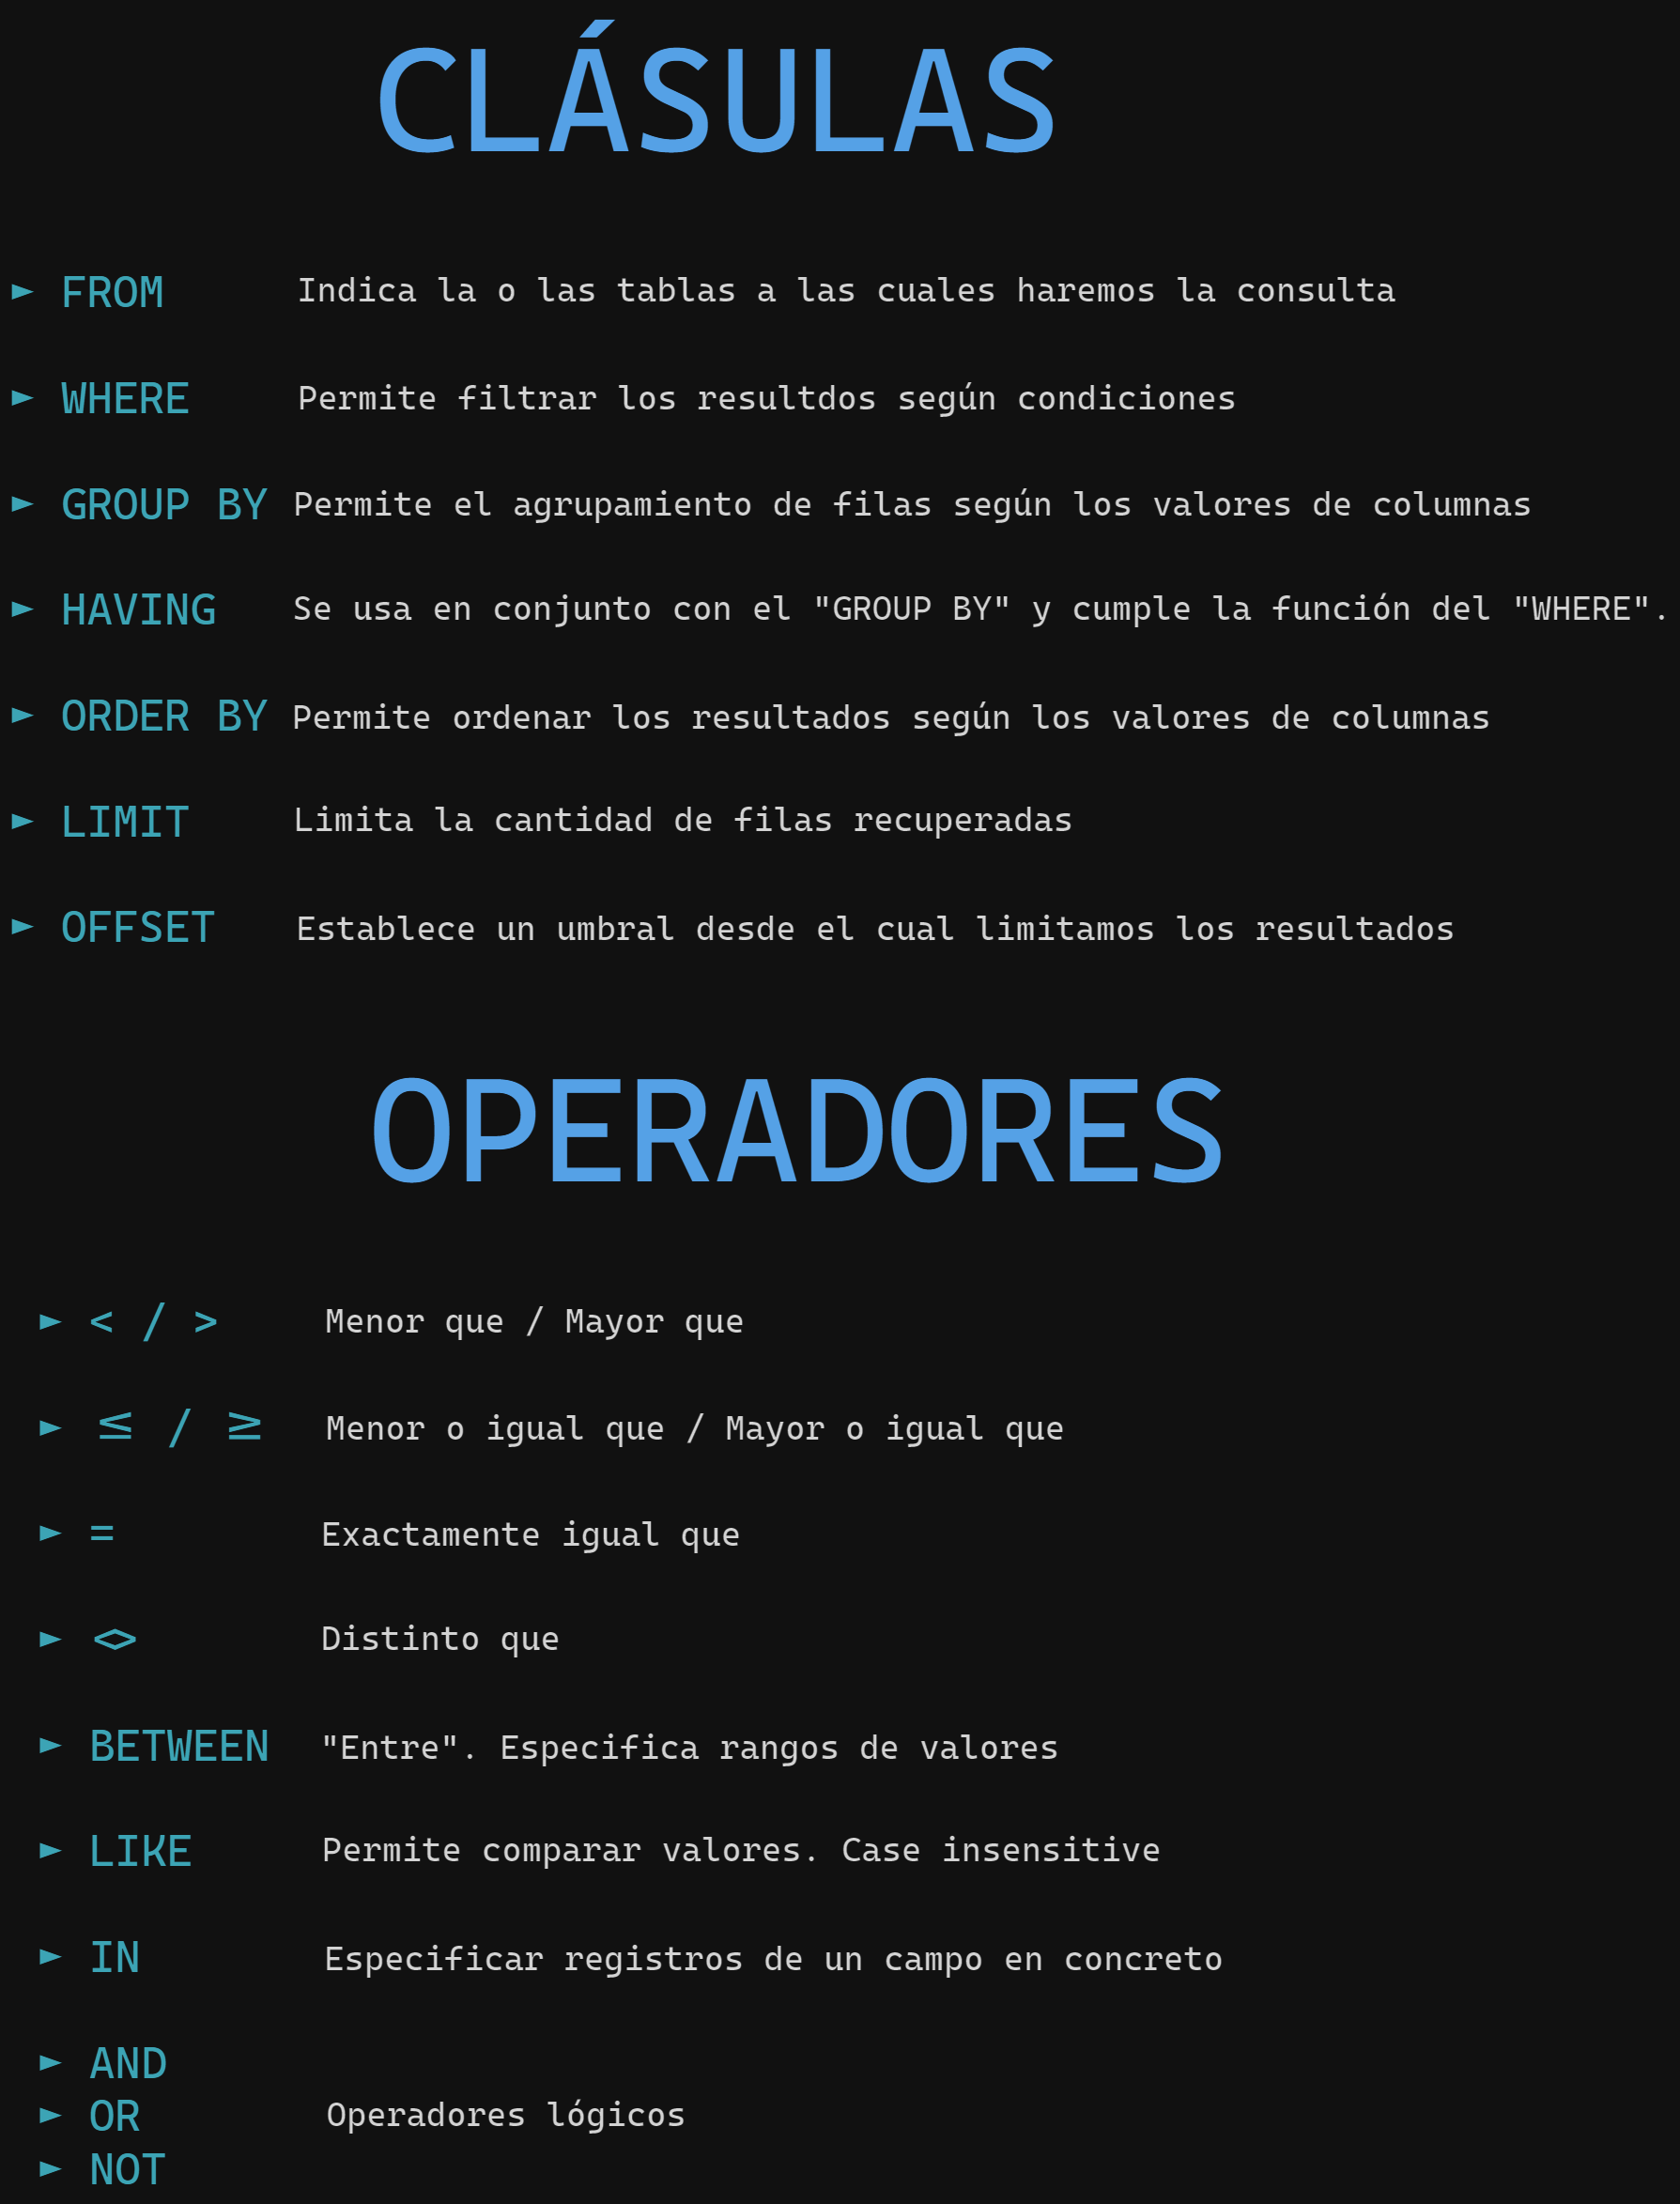 CLÁSULAS
► FROM Indica la o las tablas a las cuales haremos la consulta
► WHERE Permite filtrar los resultdos según condiciones
► GROUP BY Permite el agrupamiento de filas según los valores de columnas
► HAVING Se usa en conjunto con el "GROUP BY" y cumple la función del "WHERE".
► ORDER BY Permite ordenar los resultados según los valores de columnas
► LIMIT Limita la cantidad de filas recuperadas
► OFFSET Establece un umbral desde el cual limitamos los resultados
OPERADORES
► < / > Menor que / Mayor que
► ≤ / ≥ Menor o igual que / Mayor o igual que
► = Exactamente igual que
► <> Distinto que
► BETWEEN "Entre". Especifica rangos de valores
► LIKE Permite comparar valores. Case insensitive
► IN Especificar registros de un campo en concreto
► AND
► OR Operadores lógicos
► NOT